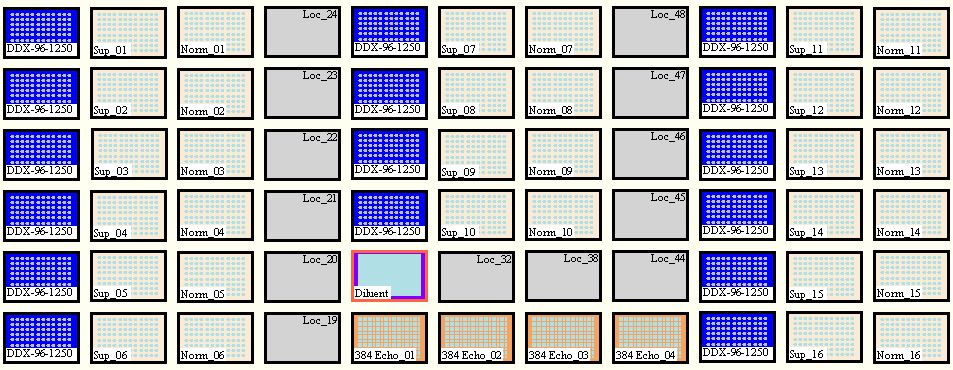 DDX-96-1250 Sup_01 Norm_01 Loc_24 DDX-96-1250 Sup_07 Norm_07 Loc_48 DDX-96-1250 Sup_11 Norm_11
DDX-96-1250 Sup_02 Norm_02 Loc_23 DDX-96-1250 Sup_08 Norm_08 Loc_47 DDX-96-1250 Sup_12 Norm_12
DDX-96-1250 Sup_03 Norm_03 Loc_22 DDX-96-1250 Sup_09 Norm_09 Loc_46 DDX-96-1250 Sup_13 Norm_13
DDX-96-1250 Sup_04 Norm_04 Loc_21 DDX-96-1250 Sup_10 Norm_10 Loc_45 DDX-96-1250 Sup_14 Norm_14
DDX-96-1250 Sup_05 Norm_05 Loc_20 Diluent Loc_32 Loc_38 Loc_44 DDX-96-1250 Sup_15 Norm_15
DDX-96-1250 Sup_06 Norm_06 Loc_19 384 Echo_01 384 Echo_02 384 Echo_03 384 Echo_04 DDX-96-1250 Sup_16 Norm_16